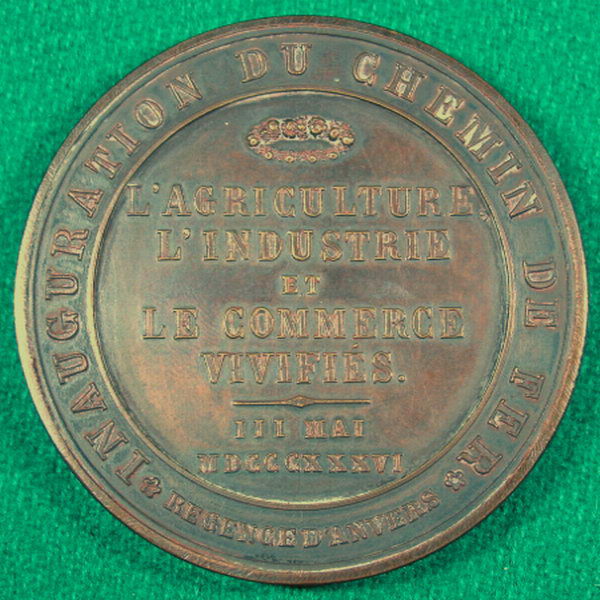 INAUGURATION DU CHEMIN DE FER
L'AGRICULTURE,
L'INDUSTRIE
ET
LE COMMERCE
VIVIFIÉS.
III MAI
MDCCCXXXVI
REGENCE D'ANVERS